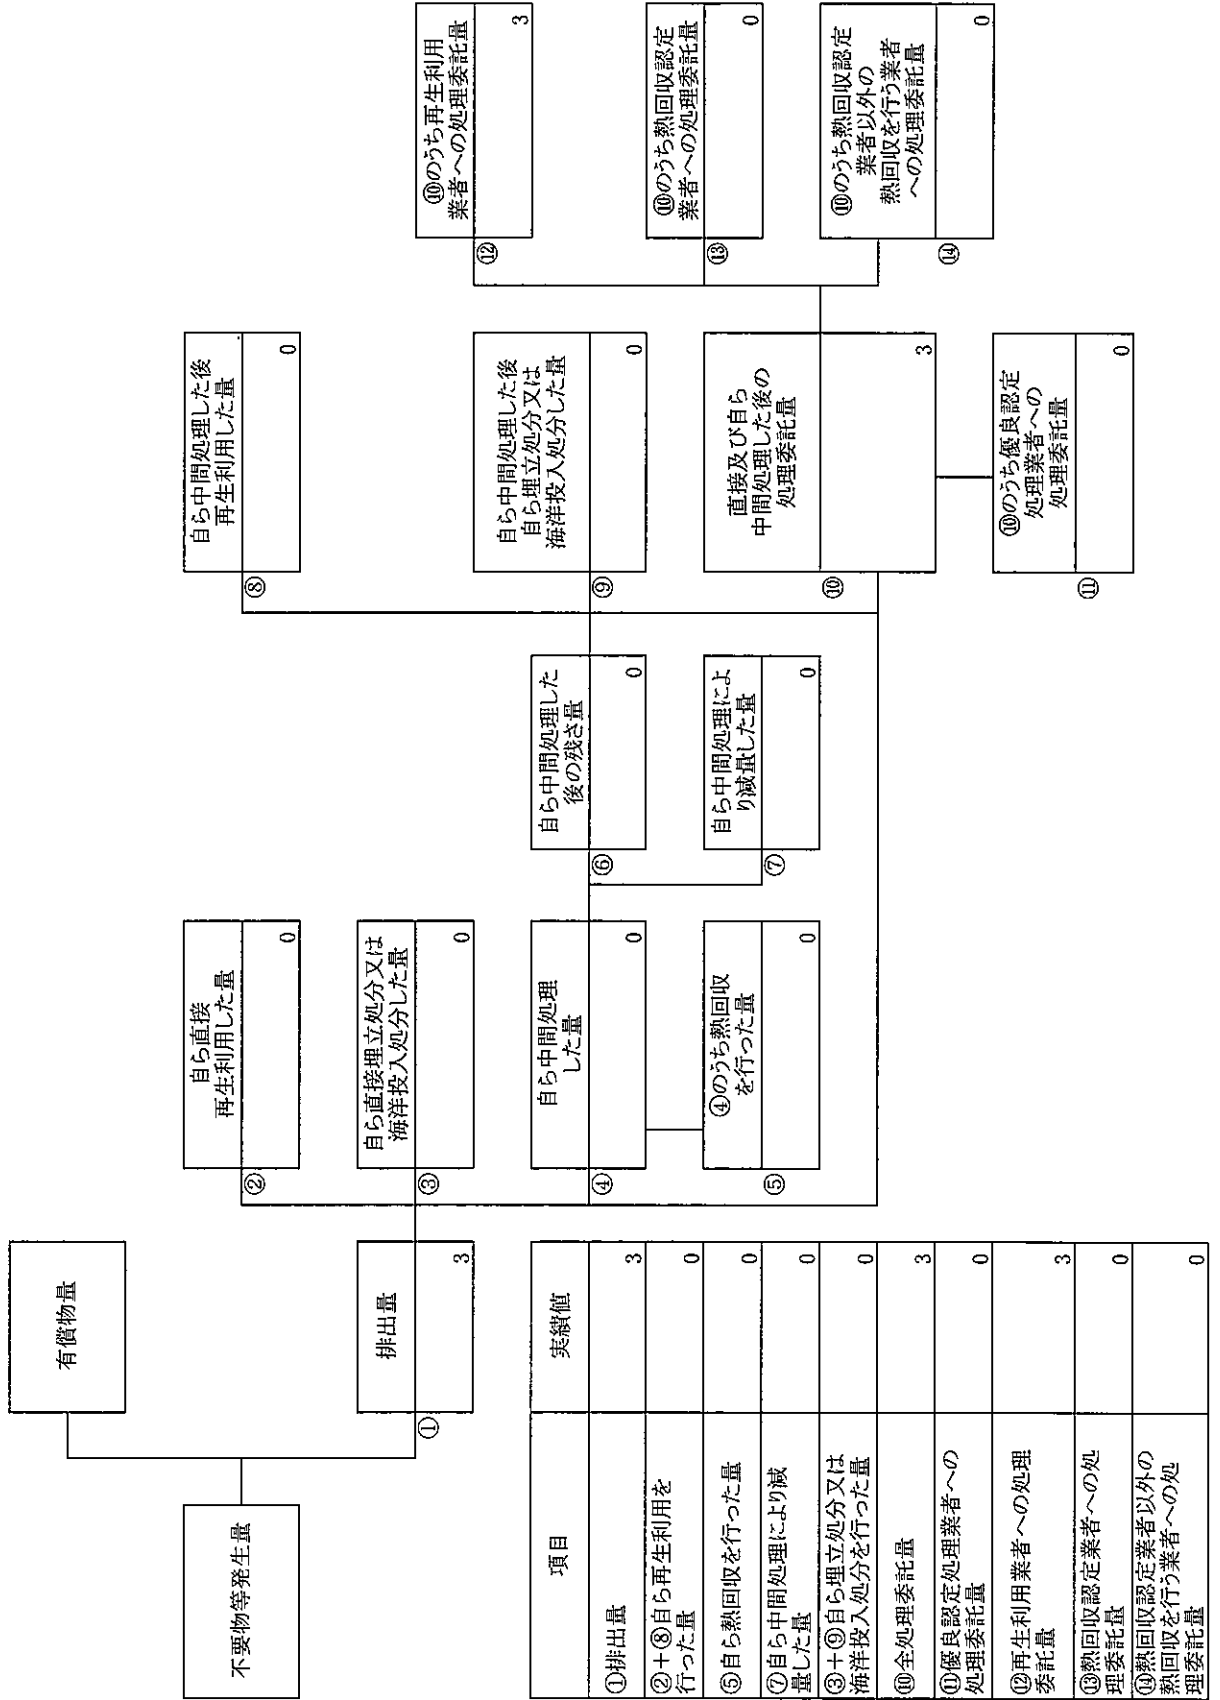 不要物等発生量
有償物量
①
排出量
3
②
自ら直接
再生利用した量
0
③
自ら直接埋立処分又は
海洋投入処分した量
0
④
自ら中間処理
した量
0
⑤
④のうち熱回収
を行った量
0
⑥
自ら中間処理した
後の残さ量
0
⑦
自ら中間処理によ
り減量した量
0
⑧
自ら中間処理した後
再生利用した量
0
⑨
自ら中間処理した後
自ら埋立処分又は
海洋投入処分した量
0
⑩
直接及び自ら
中間処理した後の
処理委託量
3
⑪
⑩のうち優良認定
処理業者への
処理委託量
0
⑫
⑩のうち再生利用
業者への処理委託量
3
⑬
⑩のうち熱回収認定
業者への処理委託量
0
⑭
⑩のうち熱回収認定
業者以外の
熱回収を行う業者
への処理委託量
0
項目 実績値
①排出量 3
②+⑧自ら再生利用を
行った量 0
⑤自ら熱回収を行った量 0
⑦自ら中間処理により減
量した量 0
③+⑨自ら埋立処分又は
海洋投入処分を行った量 0
⑩全処理委託量 3
⑪優良認定処理業者への
処理委託量 0
⑫再生利用業者への処理
委託量 3
⑬熱回収認定業者への処
理委託量 0
⑭熱回収認定業者以外の
熱回収を行う業者への処
理委託量 0